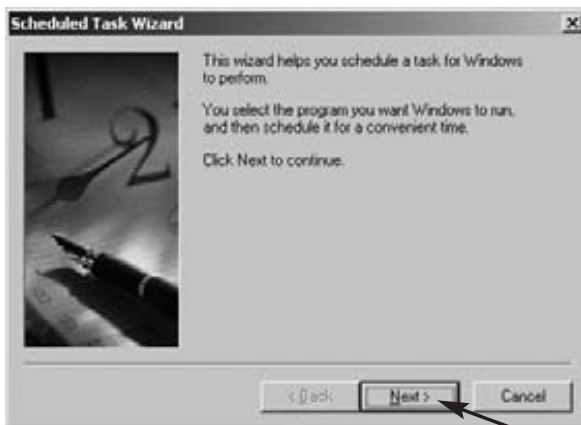 Scheduled Task Wizard
This wizard helps you schedule a task for Windows
to perform.
You select the program you want Windows to run,
and then schedule it for a convenient time.
Click Next to continue.
< Back
Next >
Cancel